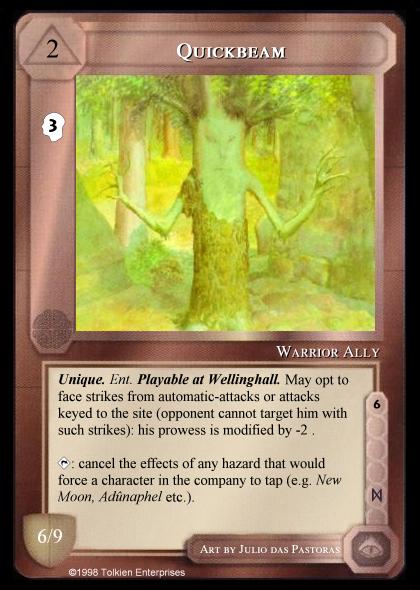 2
QUICKBEAM
3
WARRIOR ALLY
Unique. Ent. Playable at Wellinghall. May opt to
face strikes from automatic-attacks or attacks
keyed to the site (opponent cannot target him with
such strikes): his prowess is modified by -2 .
6
: cancel the effects of any hazard that would
force a character in the company to tap (e.g. New
Moon, Adûnaphel etc.).
6/9
ART BY JULIO DAS PASTORAS
©1998 Tolkien Enterprises